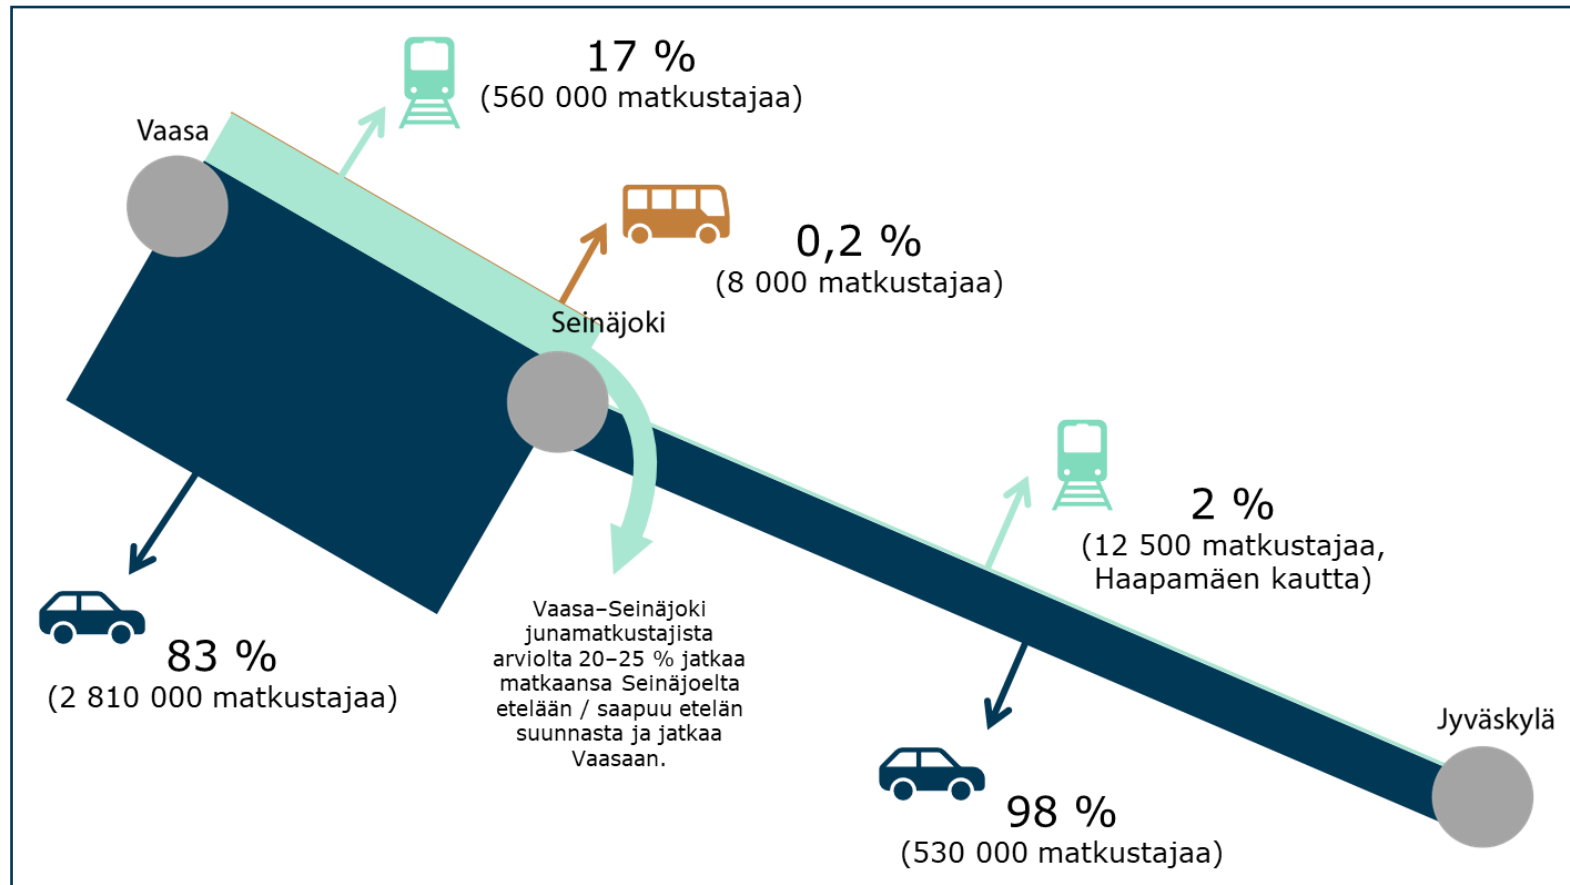 17 %
(560 000 matkustajaa)
Vaasa
0,2 %
(8 000 matkustajaa)
Seinäjoki
2 %
(12 500 matkustajaa,
Haapamäen kautta)
83 %
(2 810 000 matkustajaa)
Vaasa–Seinäjoki
junamatkustajista
arviolta 20–25 % jatkaa
matkaansa Seinäjoelta
etelään / saapuu etelän
suunnasta ja jatkaa
Vaasaan.
Jyväskylä
98 %
(530 000 matkustajaa)